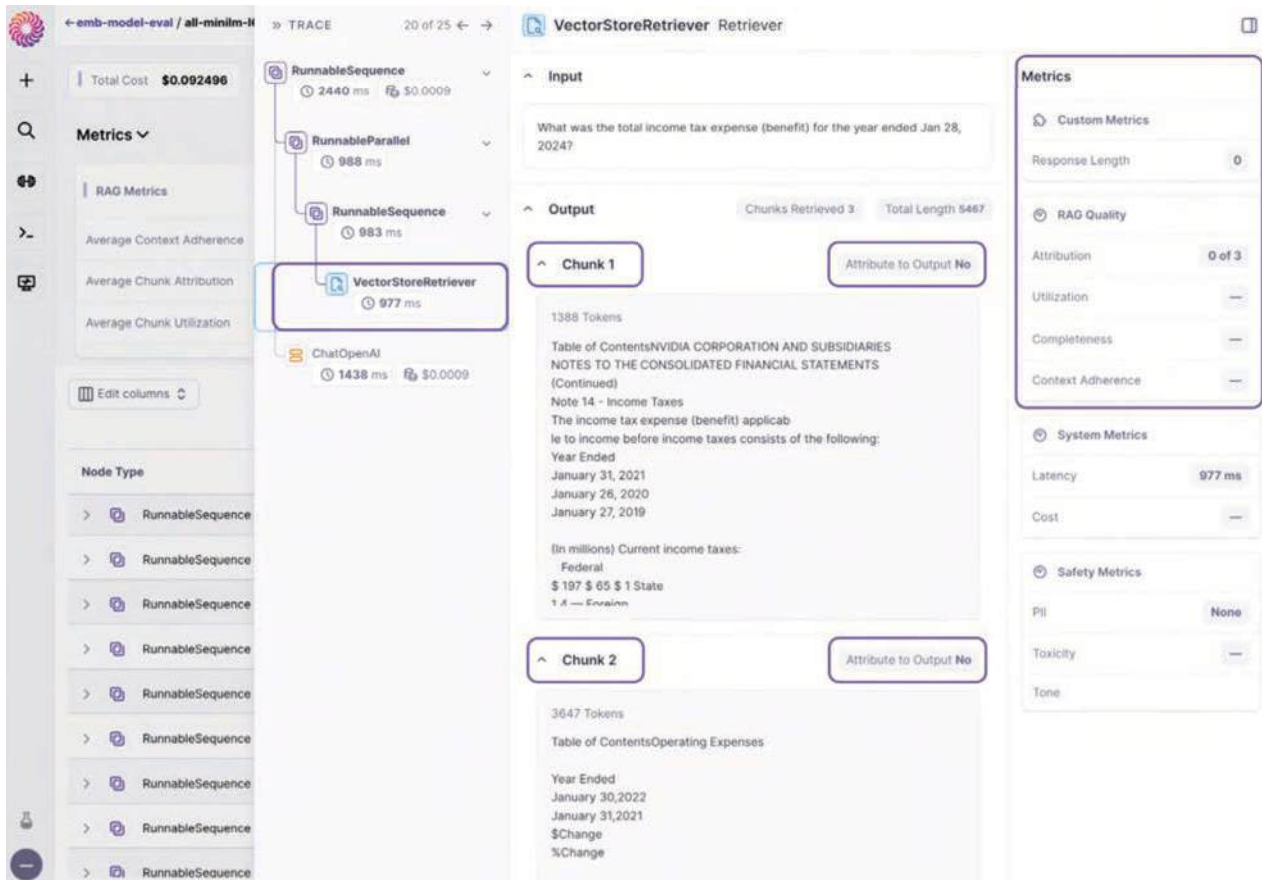 ← emb-model-eval / all-minilm-l6
Total Cost $0.092496
Metrics
RAG Metrics
Average Context Adherence
Average Chunk Attribution
Average Chunk Utilization
Edit columns
Node Type
RunnableSequence
RunnableSequence
RunnableSequence
RunnableSequence
RunnableSequence
RunnableSequence
RunnableSequence
RunnableSequence
RunnableSequence
» TRACE 20 of 25 ← →
RunnableSequence
2440 ms $0.0009
RunnableParallel
988 ms
RunnableSequence
983 ms
VectorStoreRetriever
977 ms
ChatOpenAI
1438 ms $0.0009
VectorStoreRetriever Retriever
Input
What was the total income tax expense (benefit) for the year ended Jan 28,
2024?
Output Chunks Retrieved 3 Total Length 5467
Chunk 1 Attribute to Output No
1388 Tokens
Table of ContentsNVIDIA CORPORATION AND SUBSIDIARIES
NOTES TO THE CONSOLIDATED FINANCIAL STATEMENTS
(Continued)
Note 14 - Income Taxes
The income tax expense (benefit) applicab
le to income before income taxes consists of the following:
Year Ended
January 31, 2021
January 26, 2020
January 27, 2019
(In millions) Current income taxes:
Federal
$ 197 $ 65 $ 1 State
1 4 — Foreign
Chunk 2 Attribute to Output No
3647 Tokens
Table of ContentsOperating Expenses
Year Ended
January 30,2022
January 31,2021
$Change
%Change
Metrics
Custom Metrics
Response Length 0
RAG Quality
Attribution 0 of 3
Utilization —
Completeness —
Context Adherence —
System Metrics
Latency 977 ms
Cost —
Safety Metrics
PII None
Toxicity —
Tone